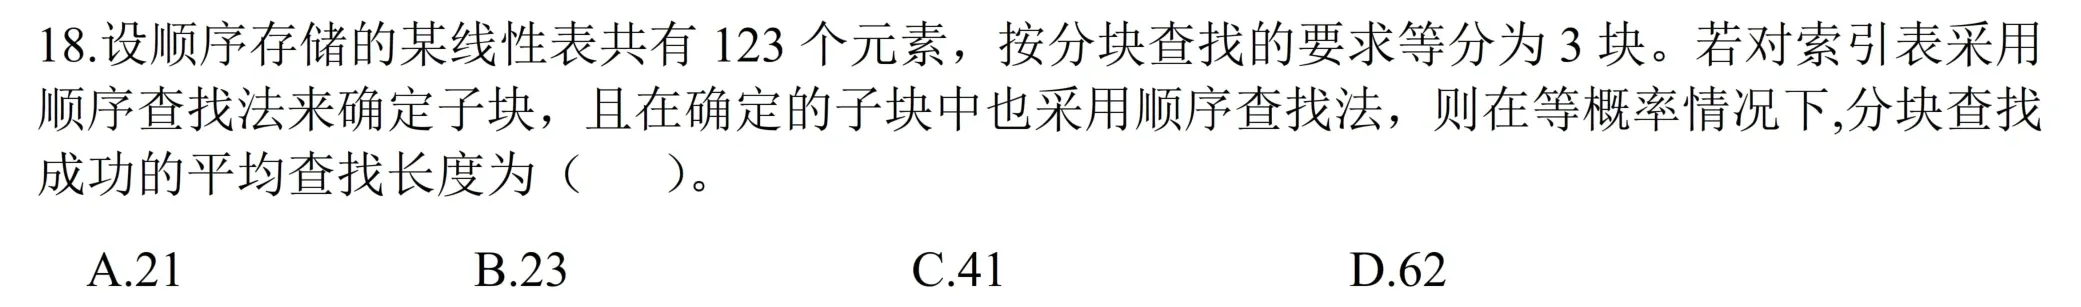 18.设顺序存储的某线性表共有 123 个元素，按分块查找的要求等分为 3 块。若对索引表采用
顺序查找法来确定子块，且在确定的子块中也采用顺序查找法，则在等概率情况下,分块查找
成功的平均查找长度为（　　）。
A.21　　B.23　　C.41　　D.62